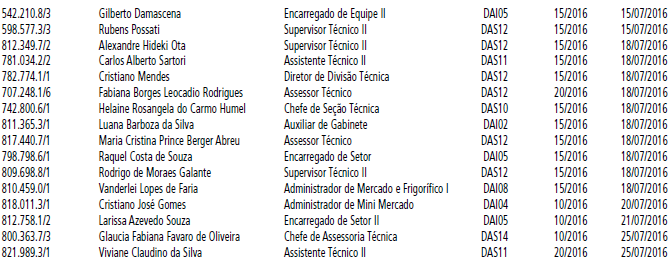 542.210.8/3 Gilberto Damascena Encarregado de Equipe II DAI05 15/2016 15/07/2016
598.577.3/3 Rubens Possati Supervisor Técnico II DAS12 15/2016 15/07/2016
812.349.7/2 Alexandre Hideki Ota Supervisor Técnico II DAS12 15/2016 18/07/2016
781.034.2/2 Carlos Alberto Sartori Assistente Técnico II DAS11 15/2016 18/07/2016
782.774.1/1 Cristiano Mendes Diretor de Divisão Técnica DAS12 15/2016 18/07/2016
707.248.1/6 Fabiana Borges Leocadio Rodrigues Assessor Técnico DAS12 20/2016 18/07/2016
742.800.6/1 Helaine Rosangela do Carmo Humel Chefe de Seção Técnica DAS10 15/2016 18/07/2016
811.365.3/1 Luana Barboza da Silva Auxiliar de Gabinete DAI02 15/2016 18/07/2016
817.440.7/1 Maria Cristina Prince Berger Abreu Assessor Técnico DAS12 15/2016 18/07/2016
798.798.6/1 Raquel Costa de Souza Encarregado de Setor DAI05 15/2016 18/07/2016
809.698.8/1 Rodrigo de Moraes Galante Supervisor Técnico II DAS12 15/2016 18/07/2016
810.459.0/1 Vanderlei Lopes de Faria Administrador de Mercado e Frigorífico I DAI08 15/2016 18/07/2016
818.011.3/1 Cristiano José Gomes Administrador de Mini Mercado DAI04 10/2016 20/07/2016
812.758.1/2 Larissa Azevedo Souza Encarregado de Setor II DAI05 10/2016 21/07/2016
800.363.7/3 Glaucia Fabiana Favaro de Oliveira Chefe de Assessoria Técnica DAS14 10/2016 25/07/2016
821.989.3/1 Viviane Claudino da Silva Assistente Técnico II DAS11 20/2016 25/07/2016